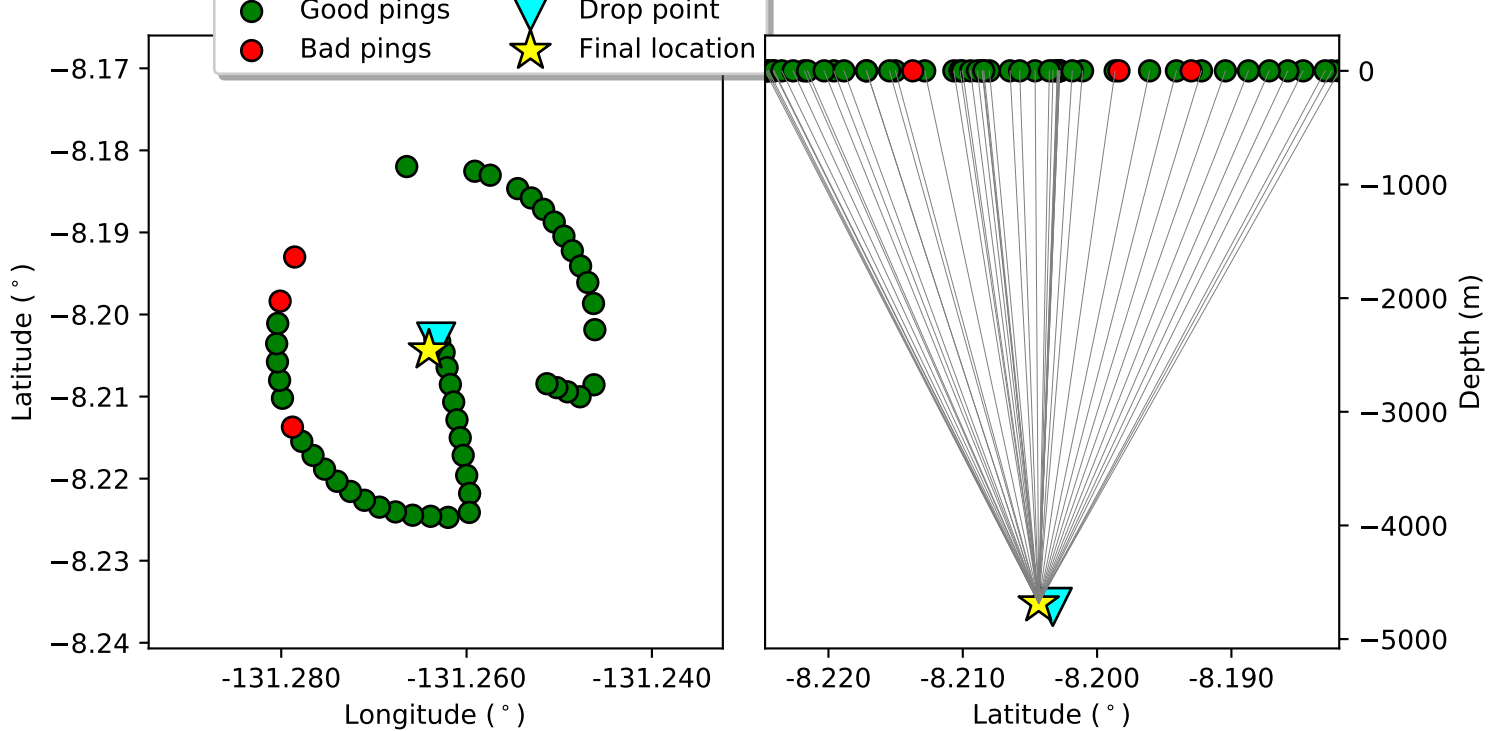 Good pings
Drop point
Bad pings
Final location
−8.17
−8.18
−8.19
−8.20
−8.21
−8.22
−8.23
−8.24
Latitude (°)
-131.280
-131.260
-131.240
Longitude (°)
0
−1000
−2000
−3000
−4000
−5000
Depth (m)
-8.220
-8.210
-8.200
-8.190
Latitude (°)